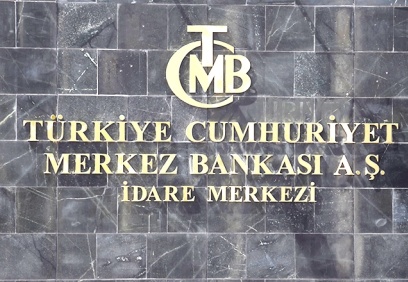 TCMB
TÜRKİYE CUMHURİYET
MERKEZ BANKASI A.Ş.
İDARE MERKEZİ